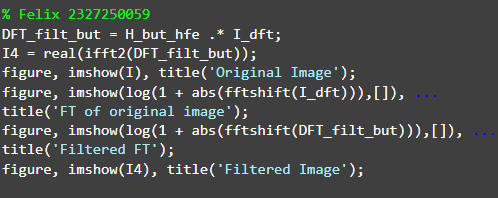 % Felix 2327250059
DFT_filt_but = H_but_hfe .* I_dft;
I4 = real(ifft2(DFT_filt_but));
figure, imshow(I), title('Original Image');
figure, imshow(log(1 + abs(fftshift(I_dft))),[]), ...
title('FT of original image');
figure, imshow(log(1 + abs(fftshift(DFT_filt_but))),[]), ...
title('Filtered FT');
figure, imshow(I4), title('Filtered Image');